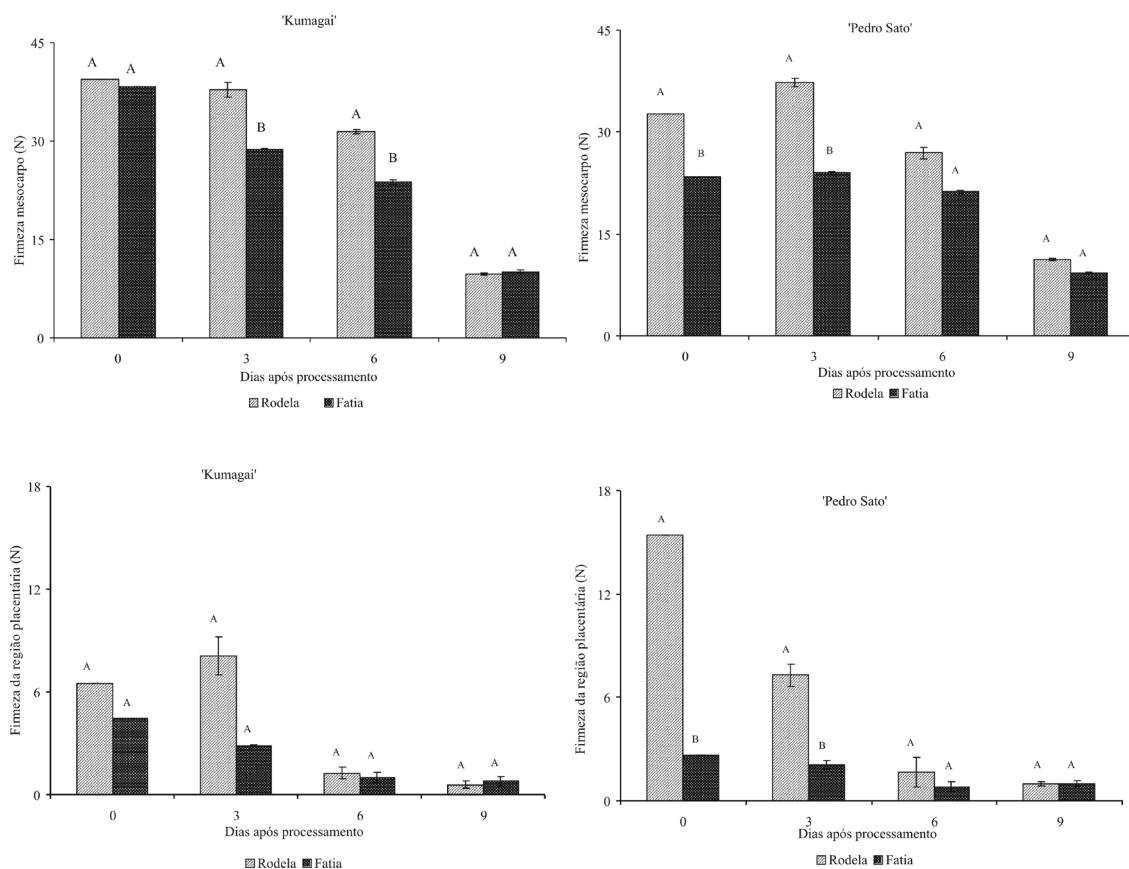 'Kumagai'
45
30
15
0
Firmeza mesocarpo (N)
A A
A B
A B
A A
0 3 6 9
Dias após processamento
Rodela Fatia
'Pedro Sato'
45
30
15
0
Firmeza mesocarpo (N)
A B
A B
A A
A A
0 3 6 9
Dias após processamento
Rodela Fatia
'Kumagai'
18
12
6
0
Firmeza da região placentária (N)
A A
A A
A A
A A
0 3 6 9
Dias após processamento
Rodela Fatia
'Pedro Sato'
18
12
6
0
Firmeza da região placentária (N)
A B
A B
A A
A A
0 3 6 9
Dias após processamento
Rodela Fatia